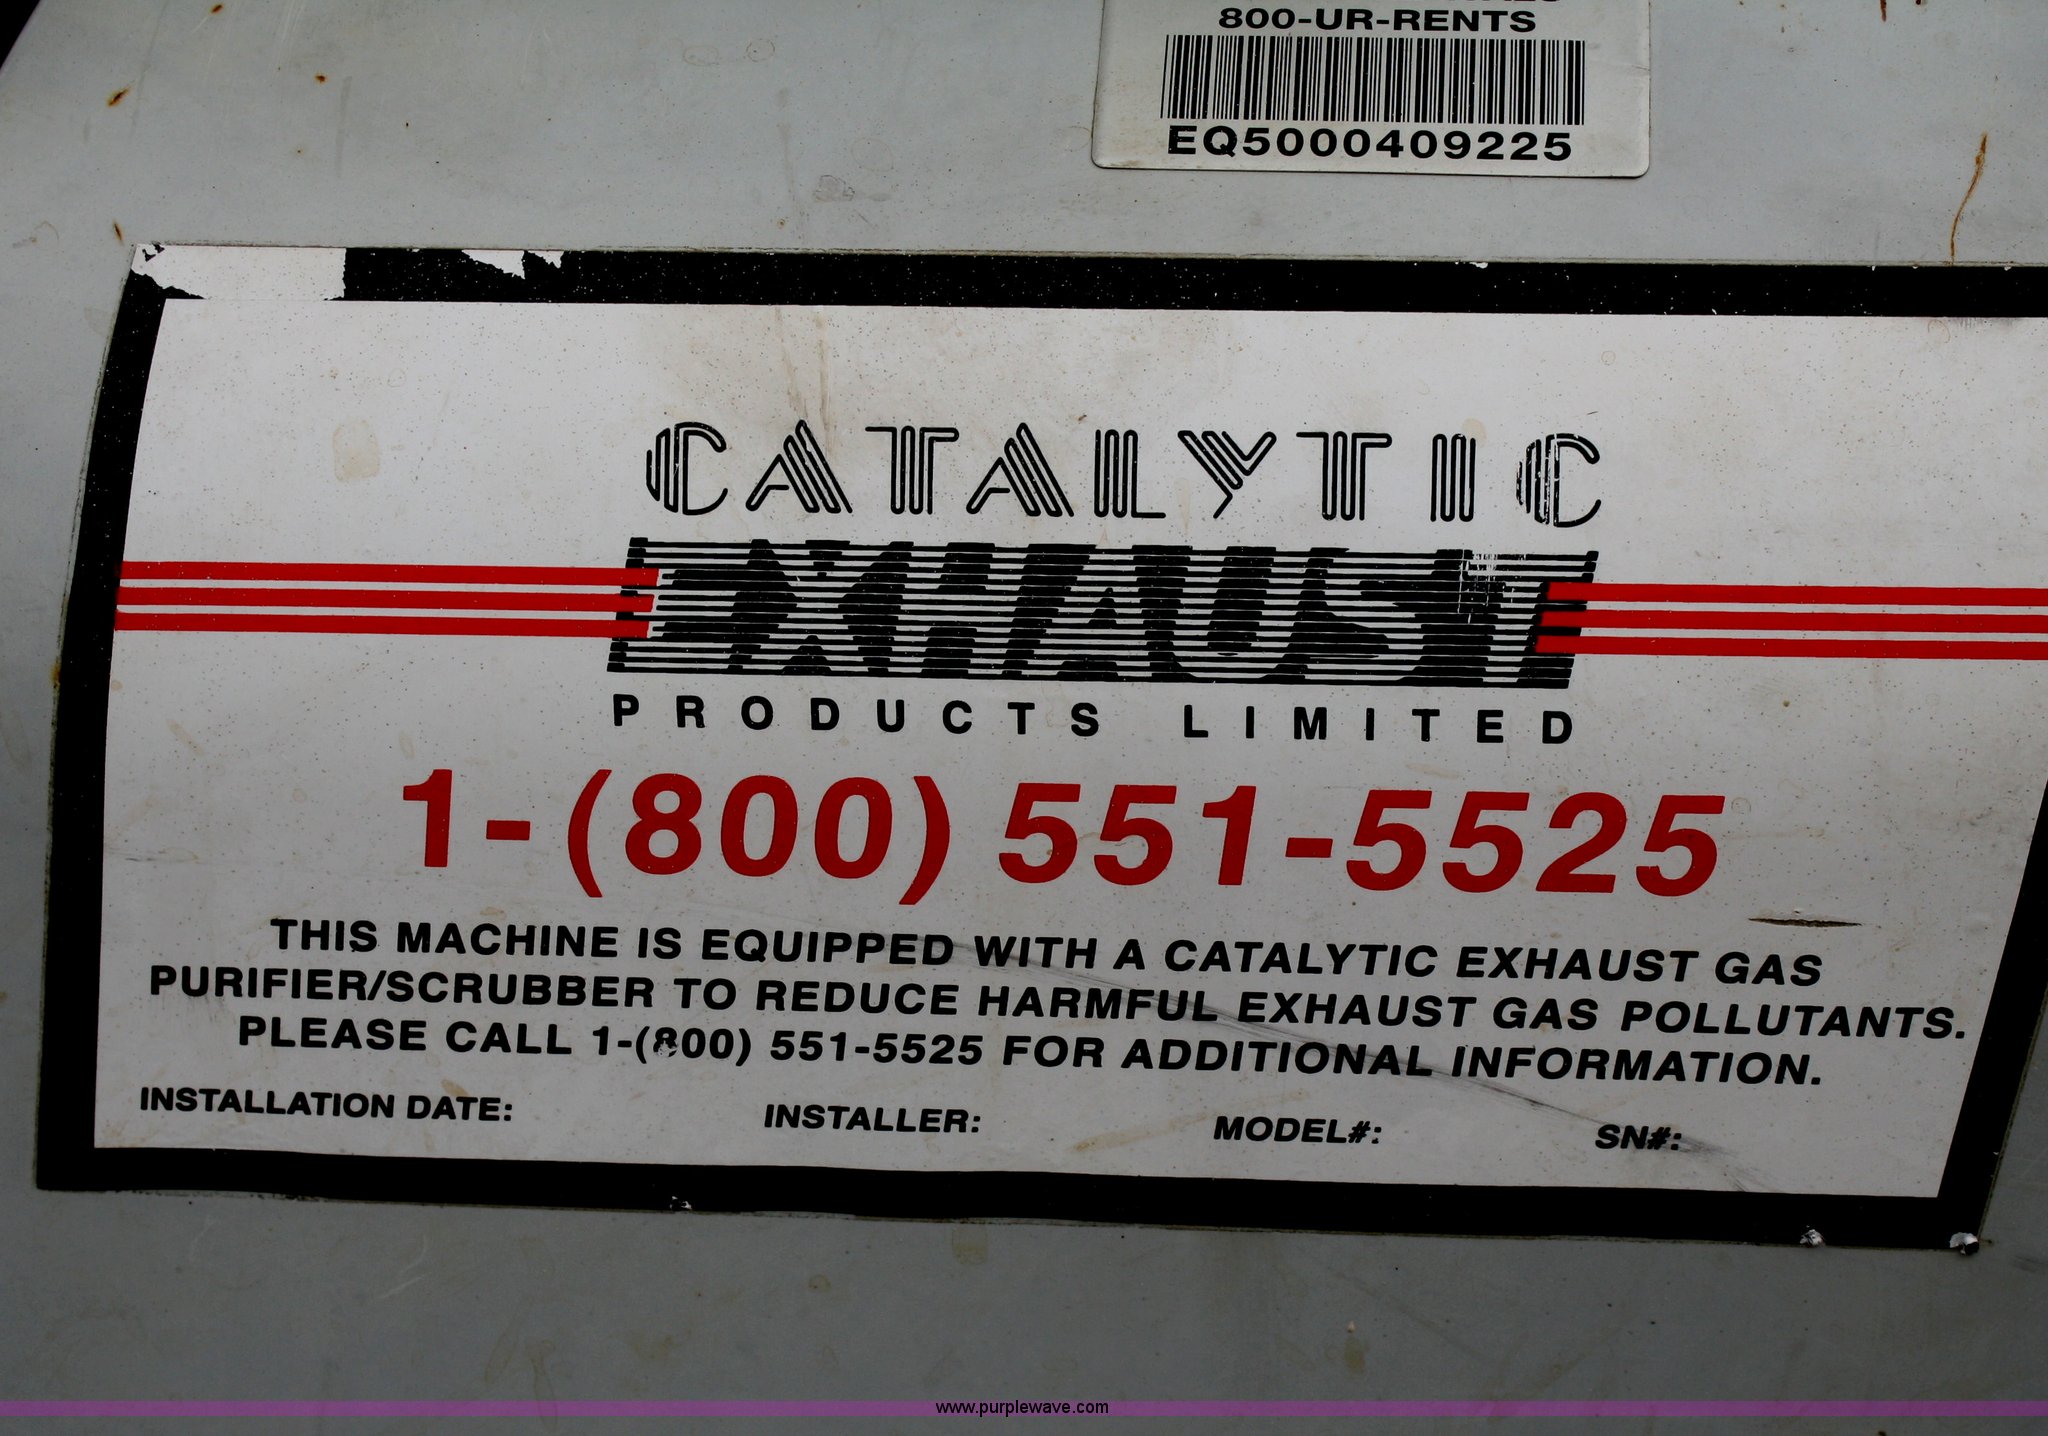 800-UR-RENTS
EQ5000409225
CATALYTIC
EXHAUST
PRODUCTS LIMITED
1-(800) 551-5525
THIS MACHINE IS EQUIPPED WITH A CATALYTIC EXHAUST GAS
PURIFIER/SCRUBBER TO REDUCE HARMFUL EXHAUST GAS POLLUTANTS.
PLEASE CALL 1-(800) 551-5525 FOR ADDITIONAL INFORMATION.
INSTALLATION DATE: INSTALLER: MODEL#: SN#:
www.purplewave.com